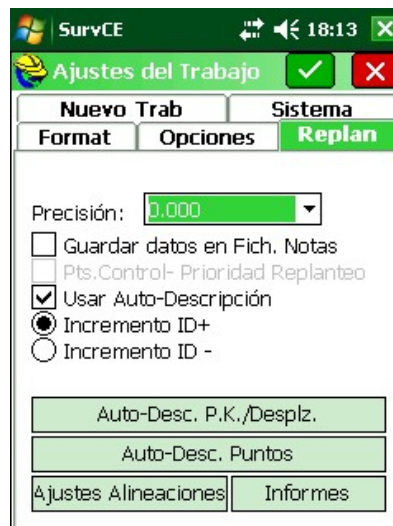 SurvCE 18:13
Ajustes del Trabajo
Nuevo Trab Sistema
Format Opciones Replan
Precisión: 0.000
Guardar datos en Fich. Notas
Pts.Control- Prioridad Replanteo
Usar Auto-Descripción
Incremento ID+
Incremento ID -
Auto-Desc. P.K./Desplz.
Auto-Desc. Puntos
Ajustes Alineaciones Informes